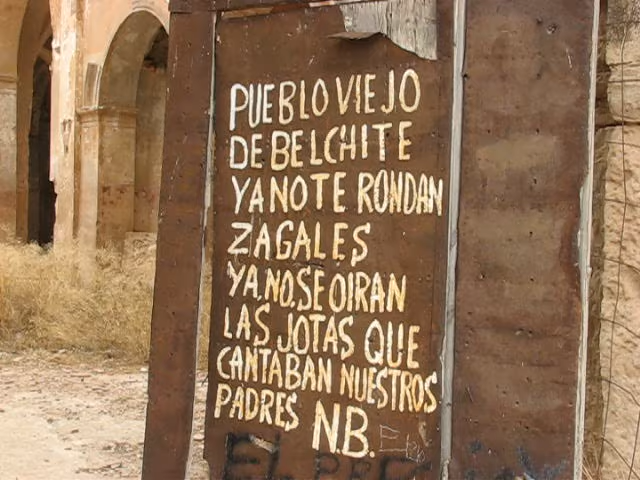 PUEBLO VIEJO
DE BELCHITE
YA NO TE RONDAN
ZAGALES
YA.NO.SE OIRAN
LAS JOTAS QUE
CANTABAN NUESTROS
PADRES N.B.
EL